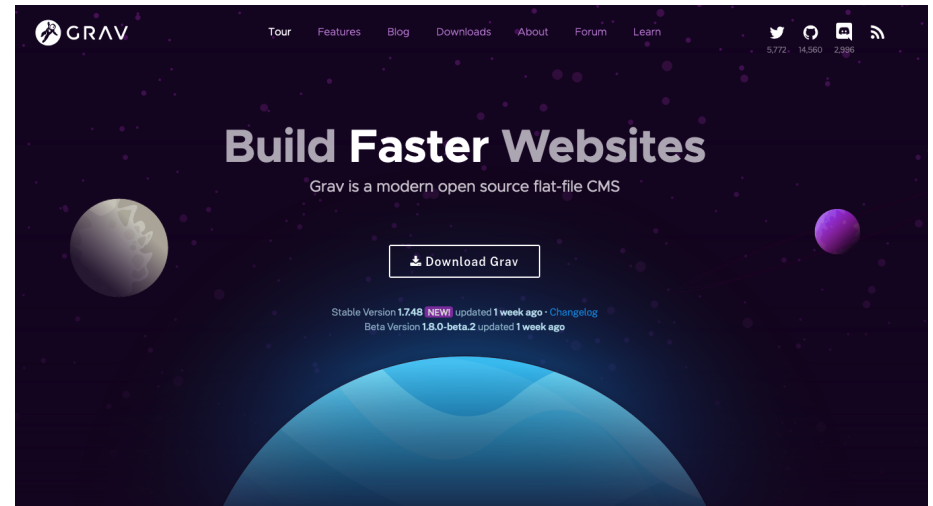 GRAV
Tour Features Blog Downloads About Forum Learn
5,772 14,560 2,996
Build Faster Websites
Grav is a modern open source flat-file CMS
Download Grav
Stable Version 1.7.48 NEW! updated 1 week ago • Changelog
Beta Version 1.8.0-beta.2 updated 1 week ago